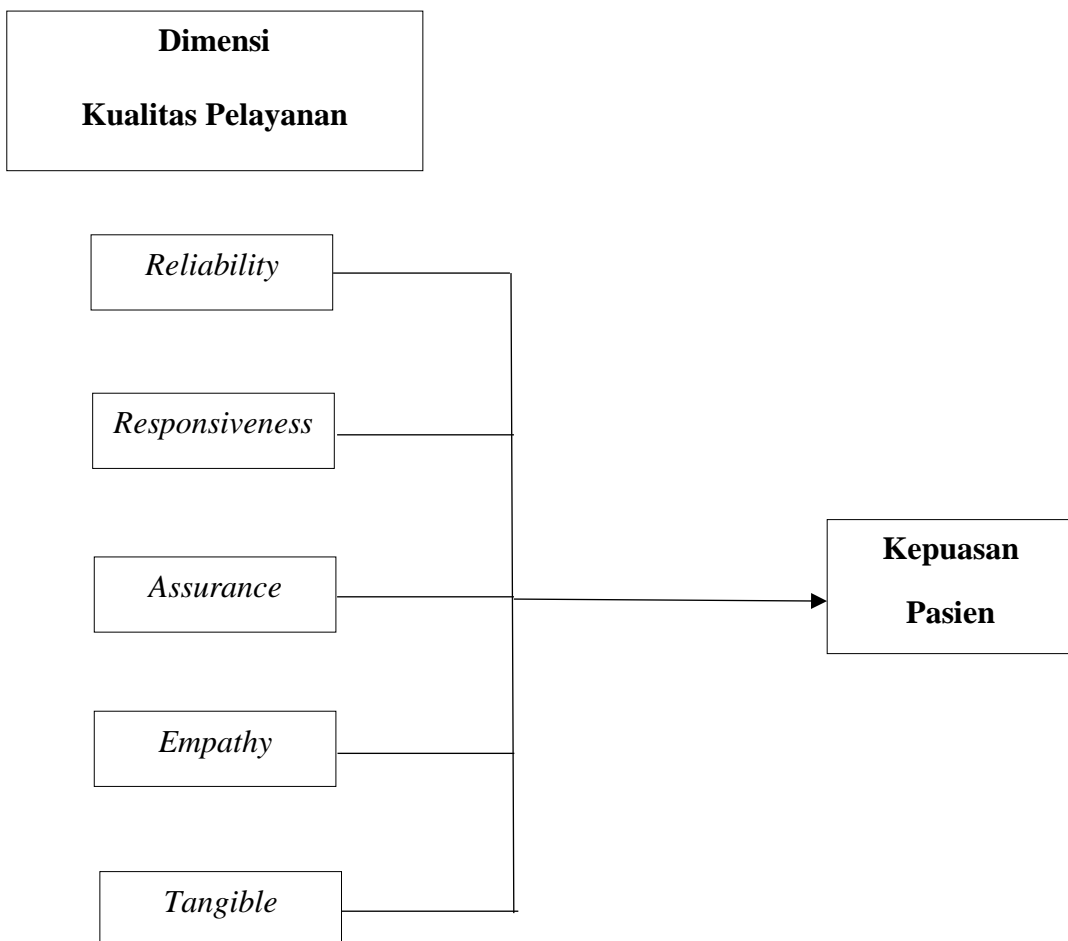 Dimensi
Kualitas Pelayanan
Reliability
Responsiveness
Assurance
Kepuasan
Pasien
Empathy
Tangible